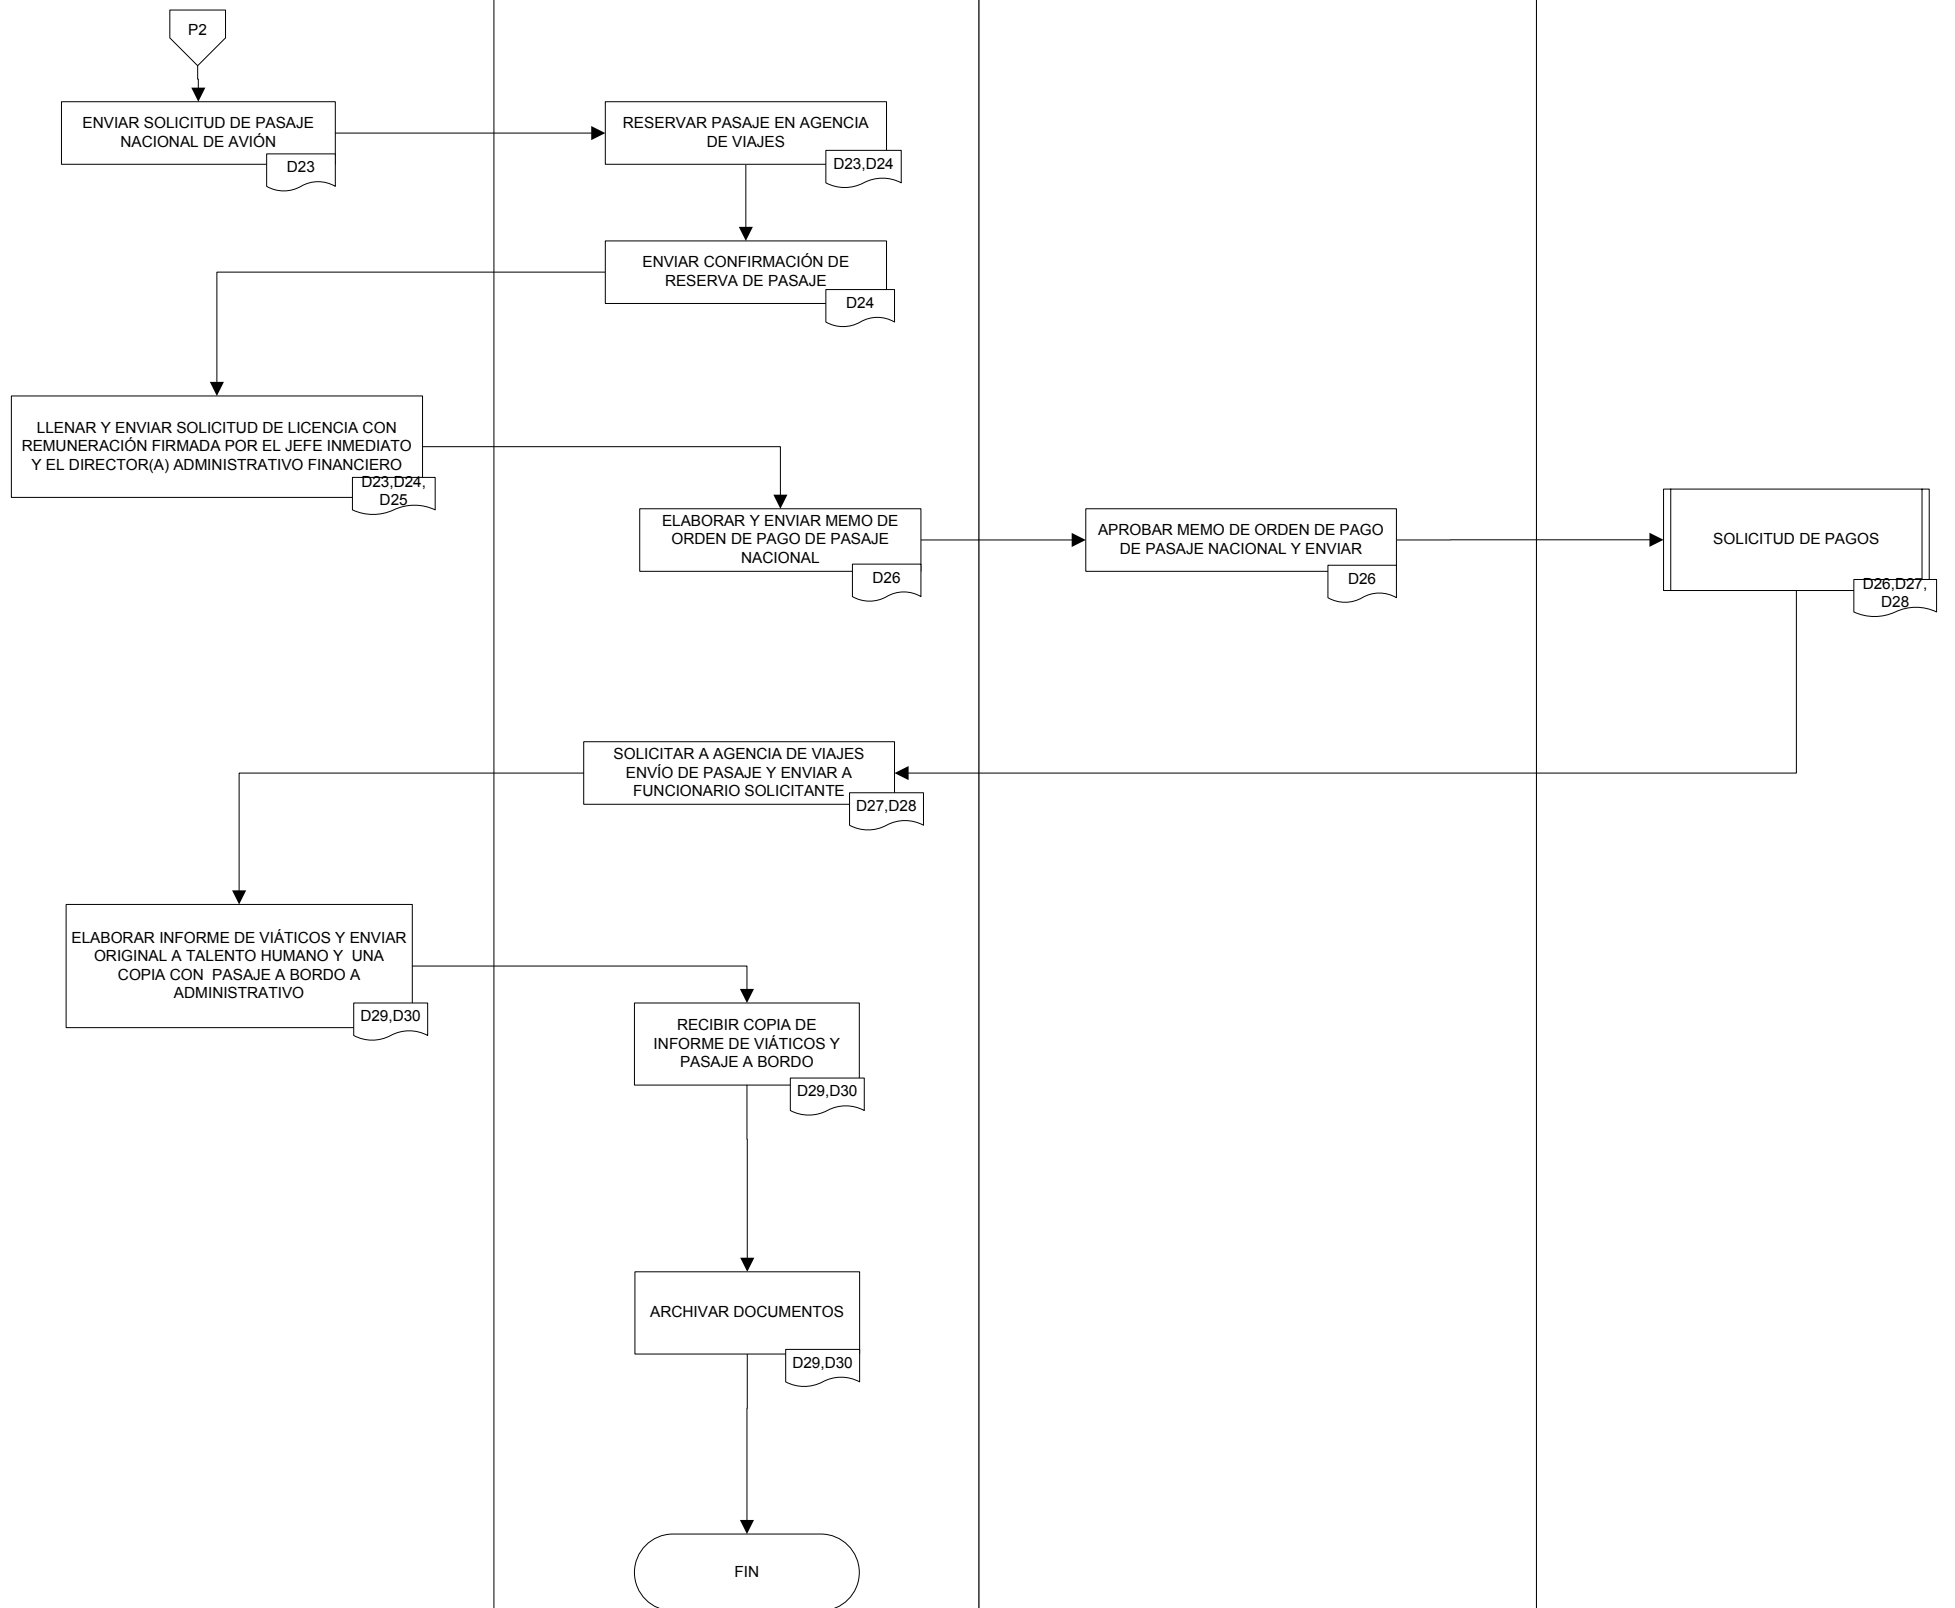 P2
ENVIAR SOLICITUD DE PASAJE
NACIONAL DE AVIÓN
D23
RESERVAR PASAJE EN AGENCIA
DE VIAJES
D23,D24
ENVIAR CONFIRMACIÓN DE
RESERVA DE PASAJE
D24
LLENAR Y ENVIAR SOLICITUD DE LICENCIA CON
REMUNERACIÓN FIRMADA POR EL JEFE INMEDIATO
Y EL DIRECTOR(A) ADMINISTRATIVO FINANCIERO
D23,D24,
D25
ELABORAR Y ENVIAR MEMO DE
ORDEN DE PAGO DE PASAJE
NACIONAL
D26
APROBAR MEMO DE ORDEN DE PAGO
DE PASAJE NACIONAL Y ENVIAR
D26
SOLICITUD DE PAGOS
D26,D27,
D28
SOLICITAR A AGENCIA DE VIAJES
ENVÍO DE PASAJE Y ENVIAR A
FUNCIONARIO SOLICITANTE
D27,D28
ELABORAR INFORME DE VIÁTICOS Y ENVIAR
ORIGINAL A TALENTO HUMANO Y UNA
COPIA CON PASAJE A BORDO A
ADMINISTRATIVO
D29,D30
RECIBIR COPIA DE
INFORME DE VIÁTICOS Y
PASAJE A BORDO
D29,D30
ARCHIVAR DOCUMENTOS
D29,D30
FIN